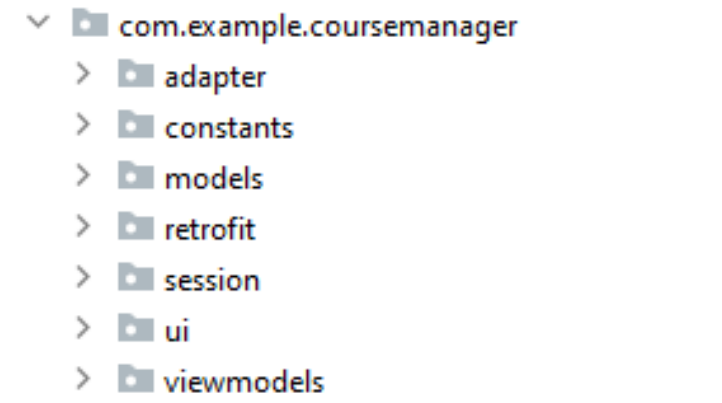 com.example.coursemanager
adapter
constants
models
retrofit
session
ui
viewmodels